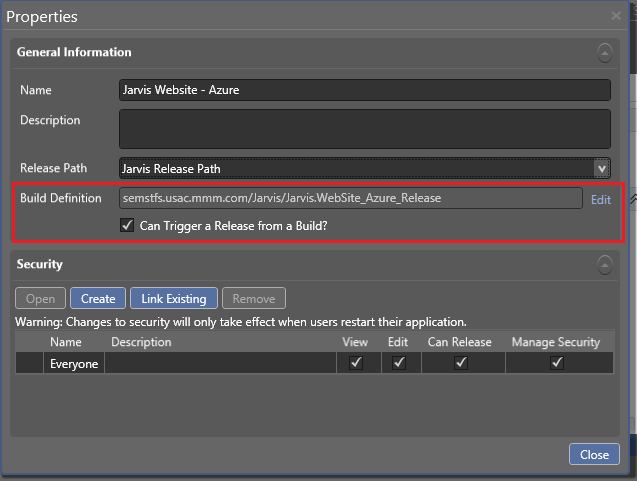 Properties
General Information
Name Jarvis Website - Azure
Description
Release Path Jarvis Release Path
Build Definition semstfs.usac.mmm.com/Jarvis/Jarvis.WebSite_Azure_Release Edit
Can Trigger a Release from a Build?
Security
Open Create Link Existing Remove
Warning: Changes to security will only take effect when users restart their application.
Name Description View Edit Can Release Manage Security
Everyone
Close